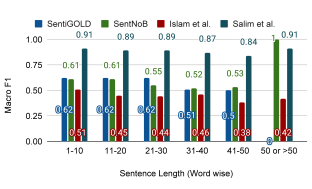 SentiGOLD SentNoB Islam et al. Salim et al.
1.00
0.75
0.50
0.25
0.00
Macro F1
0.62 0.61 0.51 0.91
0.62 0.61 0.45 0.89
0.62 0.55 0.44 0.89
0.51 0.52 0.46 0.87
0.5 0.53 0.38 0.84
0 1 0.42 0.91
1-10 11-20 21-30 31-40 41-50 50 or >50
Sentence Length (Word wise)